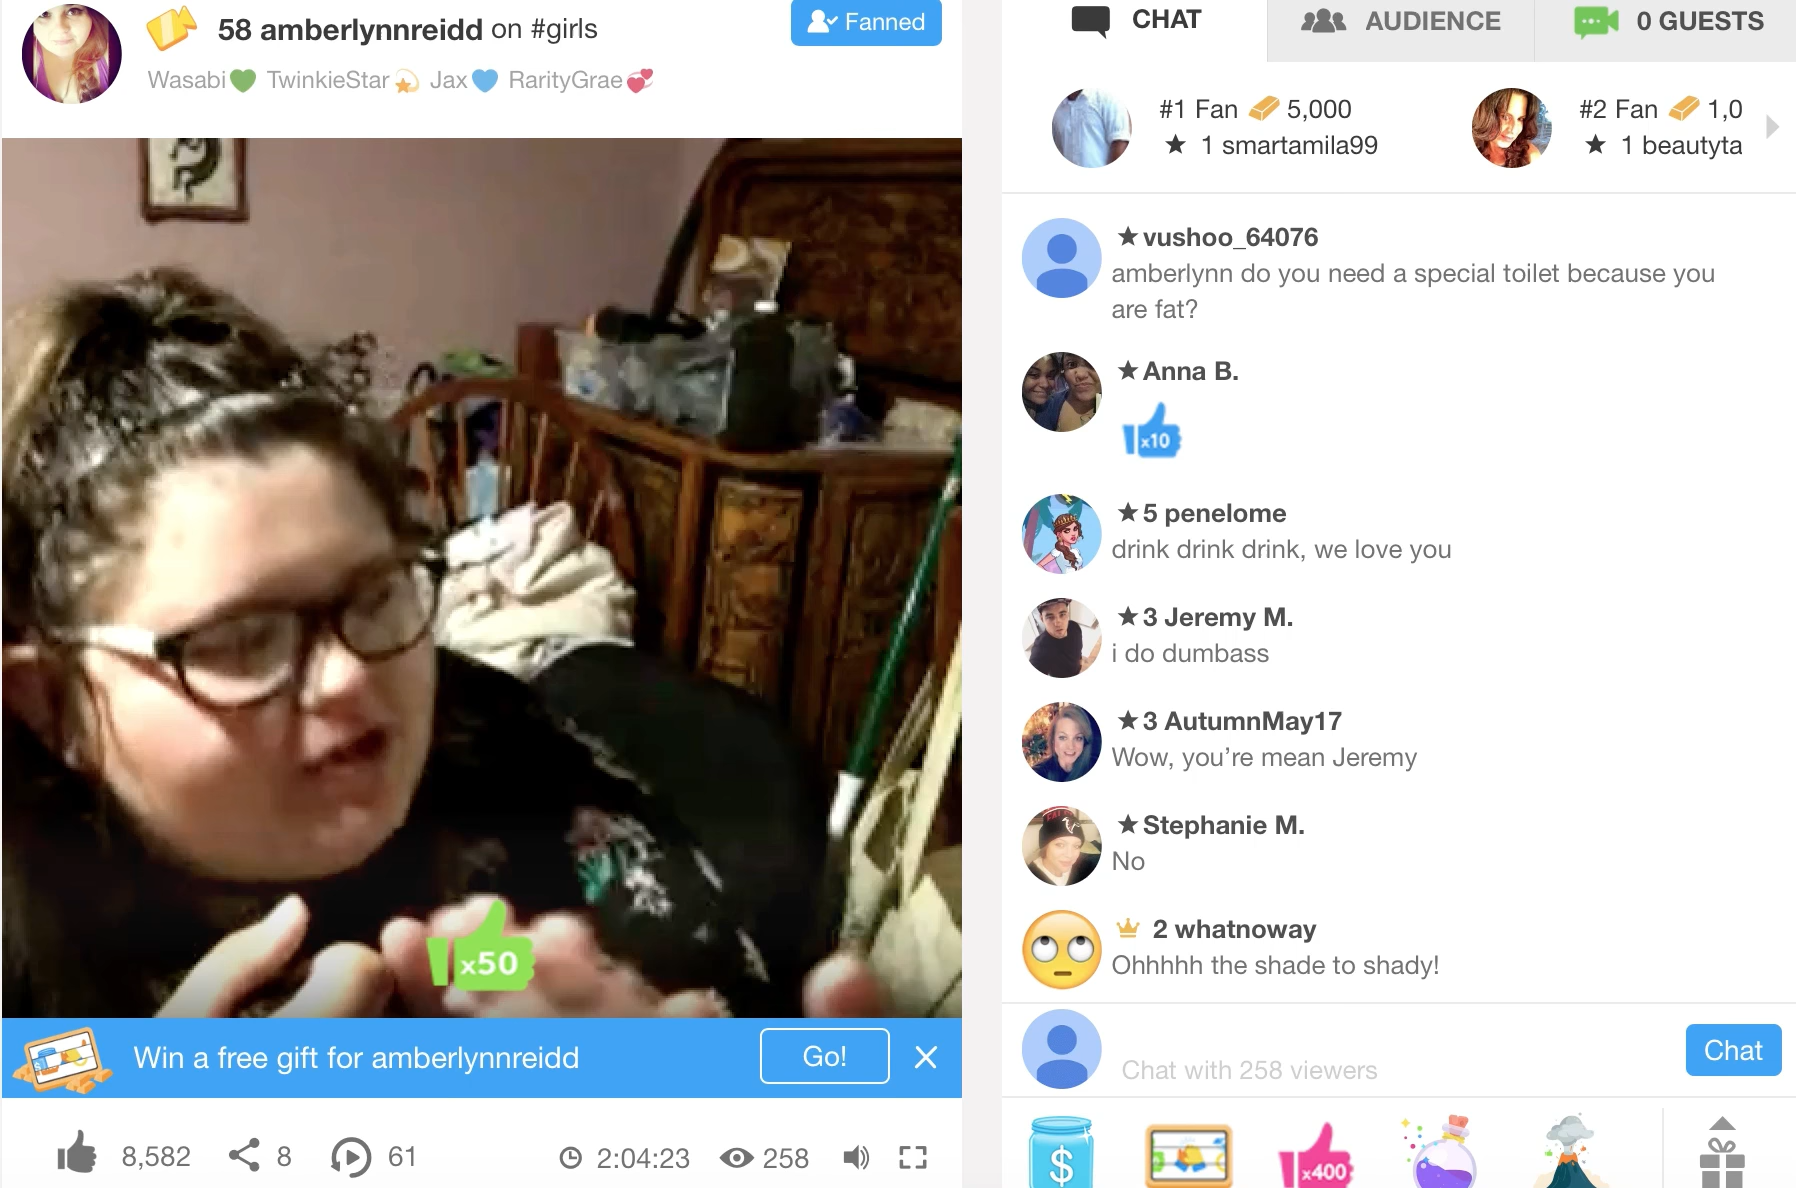 58 amberlynnreidd on #girls
Fanned
Wasabi💚 TwinkieStar💫 Jax💙 RarityGrae💞
CHAT
AUDIENCE
0 GUESTS
#1 Fan 5,000
★ 1 smartamila99
#2 Fan 1,0
★ 1 beautyta
★vushoo_64076
amberlynn do you need a special toilet because you
are fat?
★Anna B.
x10
★5 penelome
drink drink drink, we love you
★3 Jeremy M.
i do dumbass
★3 AutumnMay17
Wow, you're mean Jeremy
★Stephanie M.
No
2 whatnoway
Ohhhhh the shade to shady!
x50
Win a free gift for amberlynnreidd
Go!
Chat with 258 viewers
Chat
8,582
8
61
2:04:23
258
$
x400